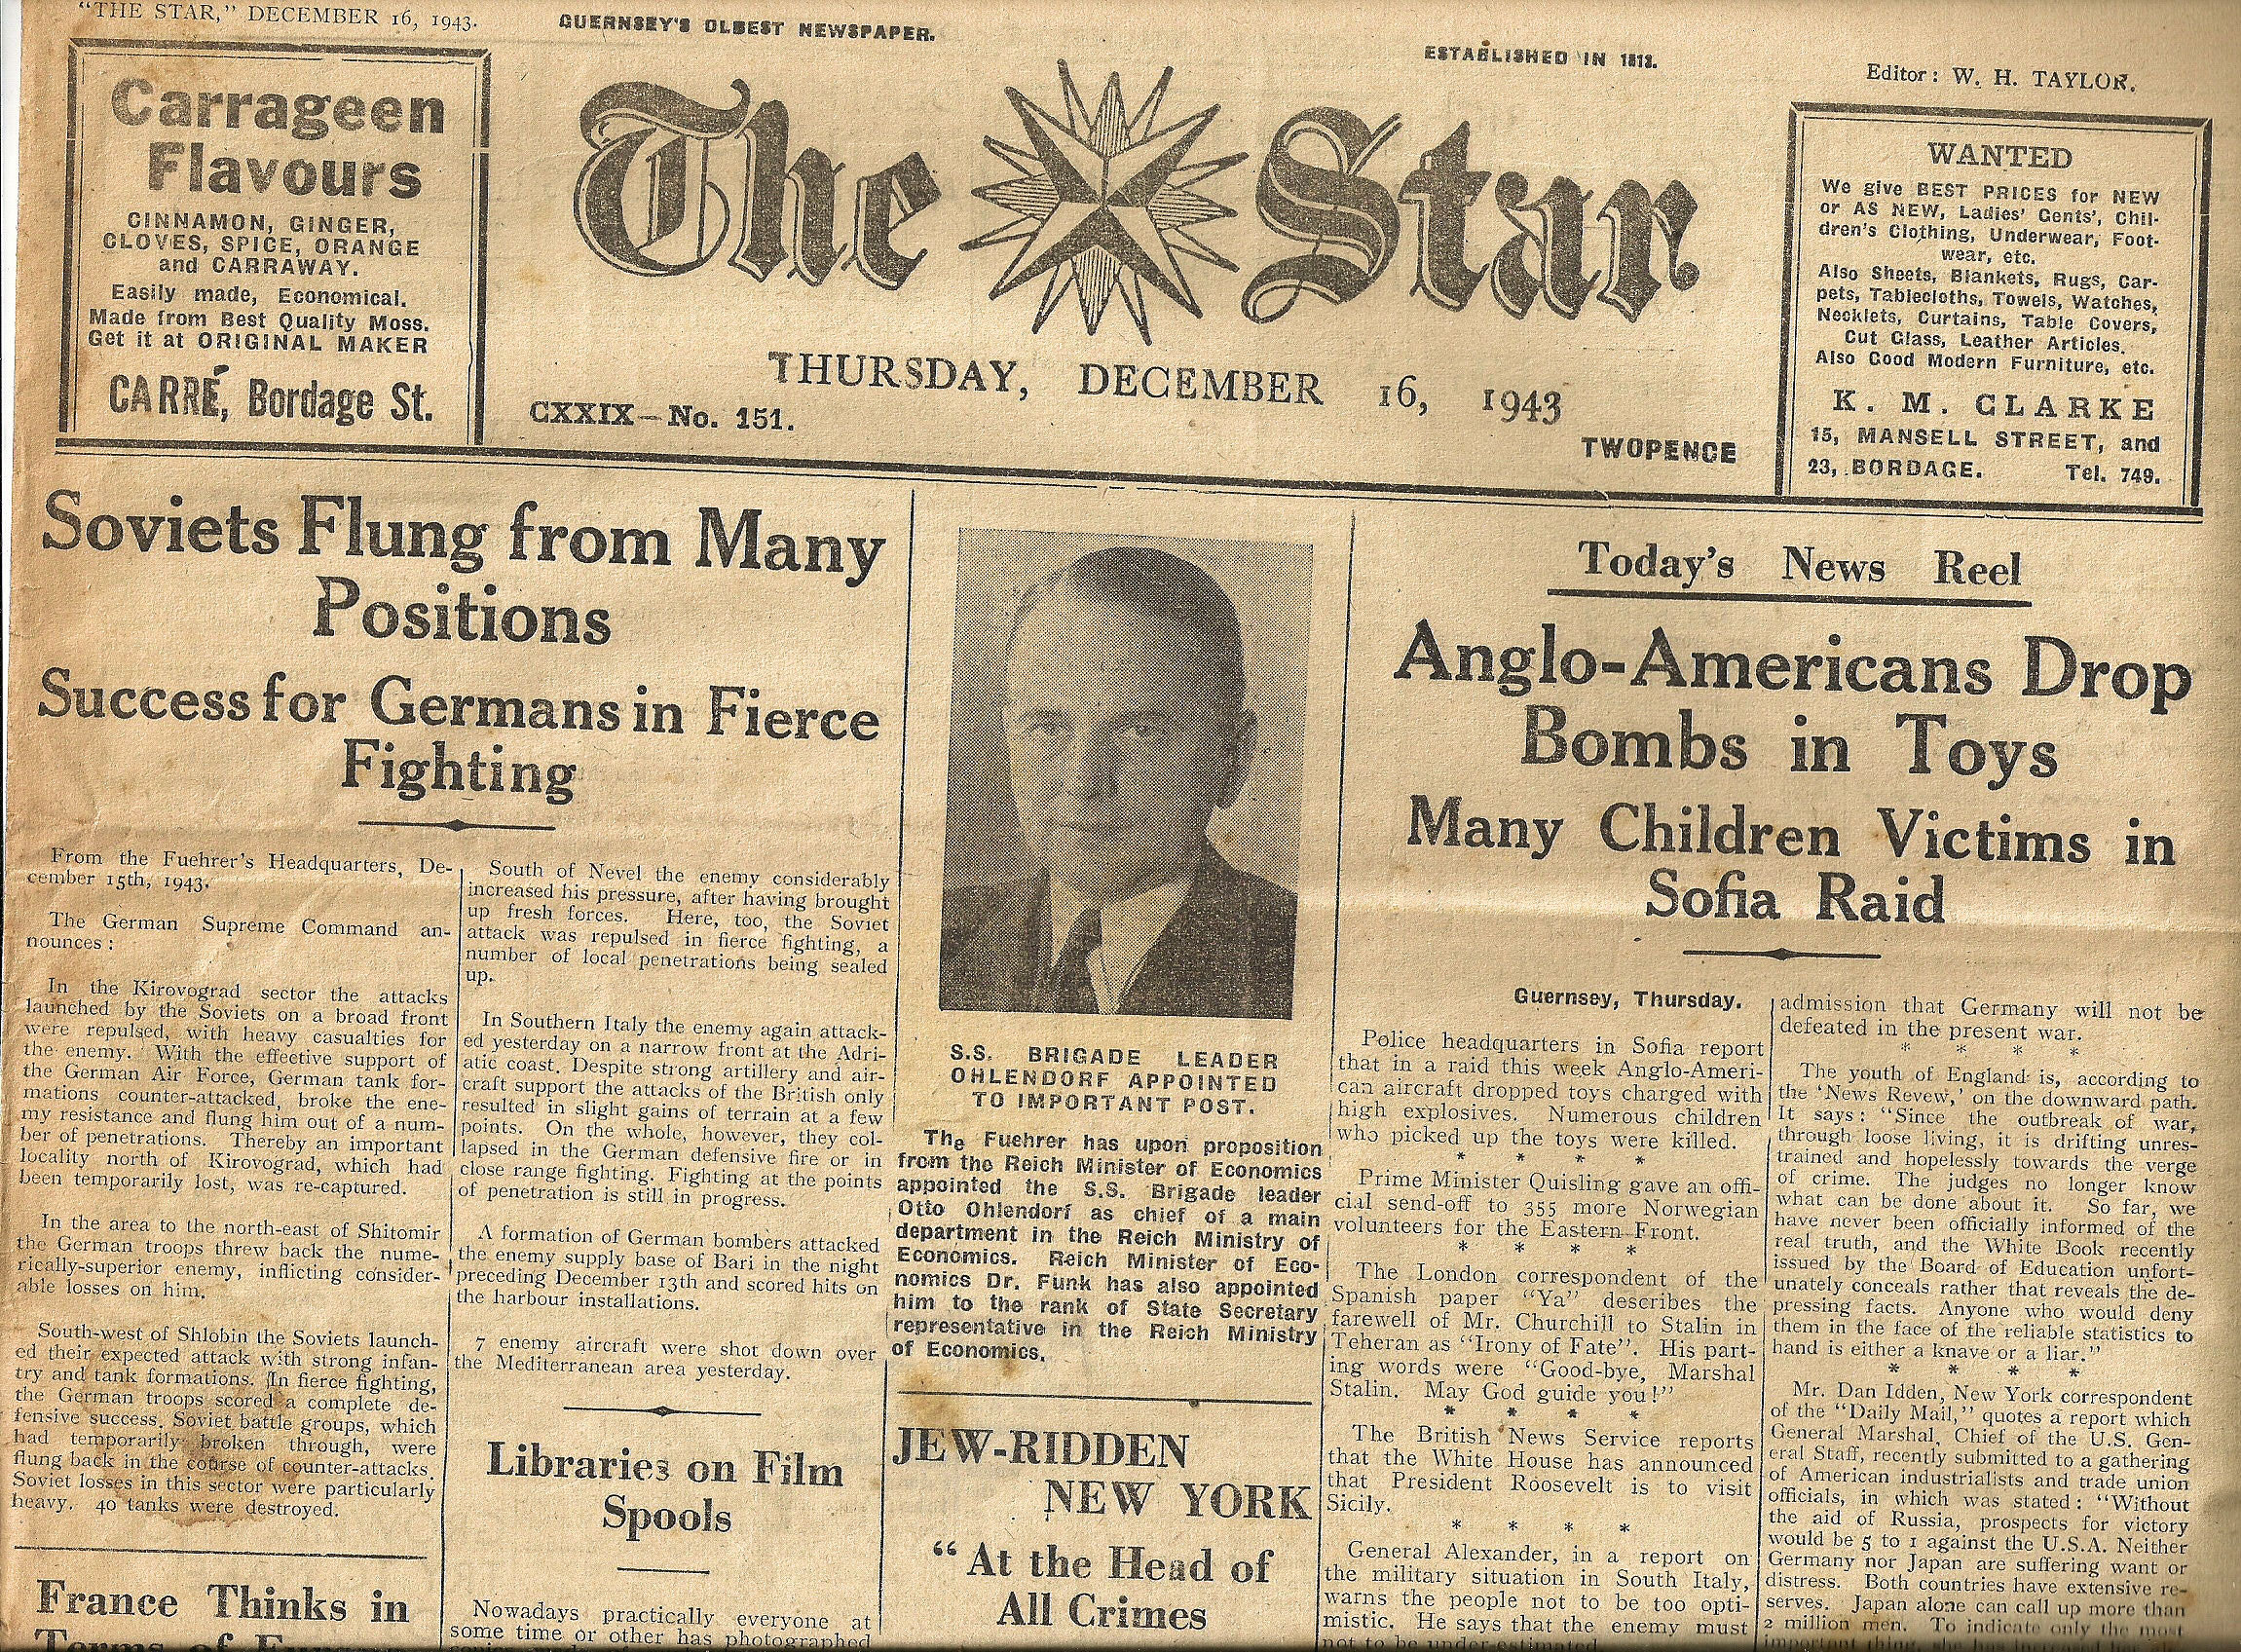 "THE STAR," DECEMBER 16, 1943.
GUERNSEY'S OLDEST NEWSPAPER.
ESTABLISHED IN 1813.
Editor: W. H. TAYLOR.
Carrageen
Flavours
CINNAMON, GINGER,
CLOVES, SPICE, ORANGE
and CARRAWAY.
Easily made, Economical.
Made from Best Quality Moss.
Get it at ORIGINAL MAKER
CARRÉ, Bordage St.
The Star
THURSDAY, DECEMBER 16, 1943
CXXIX—No. 151.
TWOPENCE
WANTED
We give BEST PRICES for NEW
or AS NEW, Ladies' Gents', Chil-
dren's Clothing, Underwear, Foot-
wear, etc.
Also Sheets, Blankets, Rugs, Car-
pets, Tablecloths, Towels, Watches,
Necklets, Curtains, Table Covers,
Cut Glass, Leather Articles.
Also Good Modern Furniture, etc.
K. M. CLARKE
15, MANSELL STREET, and
23, BORDAGE. Tel. 749.
Soviets Flung from Many
Positions
Success for Germans in Fierce
Fighting
From the Fuehrer's Headquarters, De-
cember 15th, 1943.
The German Supreme Command an-
nounces:
In the Kirovograd sector the attacks
launched by the Soviets on a broad front
were repulsed, with heavy casualties for
the enemy. With the effective support of
the German Air Force, German tank for-
mations counter-attacked, broke the ene-
my resistance and flung him out of a num-
ber of penetrations. Thereby an important
locality north of Kirovograd, which had
been temporarily lost, was re-captured.
In the area to the north-east of Shitomir
the German troops threw back the nume-
rically-superior enemy, inflicting consider-
able losses on him.
South-west of Shlobin the Soviets launch-
ed their expected attack with strong infan-
try and tank formations. In fierce fighting,
the German troops scored a complete de-
fensive success. Soviet battle groups, which
had temporarily broken through, were
flung back in the course of counter-attacks.
Soviet losses in this sector were particularly
heavy. 40 tanks were destroyed.
France Thinks in
Terms of
South of Nevel the enemy considerably
increased his pressure, after having brought
up fresh forces. Here, too, the Soviet
attack was repulsed in fierce fighting, a
number of local penetrations being sealed
up.
In Southern Italy the enemy again attack-
ed yesterday on a narrow front at the Adri-
atic coast. Despite strong artillery and air-
craft support the attacks of the British only
resulted in slight gains of terrain at a few
points. On the whole, however, they col-
lapsed in the German defensive fire or in
close range fighting. Fighting at the points
of penetration is still in progress.
A formation of German bombers attacked
the enemy supply base of Bari in the night
preceding December 13th and scored hits on
the harbour installations.
7 enemy aircraft were shot down over
the Mediterranean area yesterday.
Libraries on Film
Spools
Nowadays practically everyone at
some time or other has photographed
S.S. BRIGADE LEADER
OHLENDORF APPOINTED
TO IMPORTANT POST.
The Fuehrer has upon proposition
from the Reich Minister of Economics
appointed the S.S. Brigade leader
Otto Ohlendorf as chief of a main
department in the Reich Ministry of
Economics. Reich Minister of Eco-
nomics Dr. Funk has also appointed
him to the rank of State Secretary
representative in the Reich Ministry
of Economics.
JEW-RIDDEN
NEW YORK
"At the Head of
All Crimes
Today's News Reel
Anglo-Americans Drop
Bombs in Toys
Many Children Victims in
Sofia Raid
Guernsey, Thursday.
Police headquarters in Sofia report
that in a raid this week Anglo-Ameri-
can aircraft dropped toys charged with
high explosives. Numerous children
who picked up the toys were killed.
* * * *
Prime Minister Quisling gave an offi-
cial send-off to 355 more Norwegian
volunteers for the Eastern Front.
* * * *
The London correspondent of the
Spanish paper "Ya" describes the
farewell of Mr. Churchill to Stalin in
Teheran as "Irony of Fate". His part-
ing words were "Good-bye, Marshal
Stalin. May God guide you!"
* * * *
The British News Service reports
that the White House has announced
that President Roosevelt is to visit
Sicily.
* * * *
General Alexander, in a report on
the military situation in South Italy,
warns the people not to be too opti-
mistic. He says that the enemy must
not to be under-estimated
admission that Germany will not be
defeated in the present war.
* * * *
The youth of England is, according to
the 'News Revew,' on the downward path.
It says: "Since the outbreak of war,
through loose living, it is drifting unres-
trained and hopelessly towards the verge
of crime. The judges no longer know
what can be done about it. So far, we
have never been officially informed of the
real truth, and the White Book recently
issued by the Board of Education unfort-
unately conceals rather that reveals the de-
pressing facts. Anyone who would deny
them in the face of the reliable statistics to
hand is either a knave or a liar."
* * * *
Mr. Dan Idden, New York correspondent
of the "Daily Mail," quotes a report which
General Marshal, Chief of the U.S. Gen-
eral Staff, recently submitted to a gathering
of American industrialists and trade union
officials, in which was stated: "Without
the aid of Russia, prospects for victory
would be 5 to 1 against the U.S.A. Neither
Germany nor Japan are suffering want or
distress. Both countries have extensive re-
serves. Japan alone can call up more than
2 million men. To indicate only the most
important thing, she has